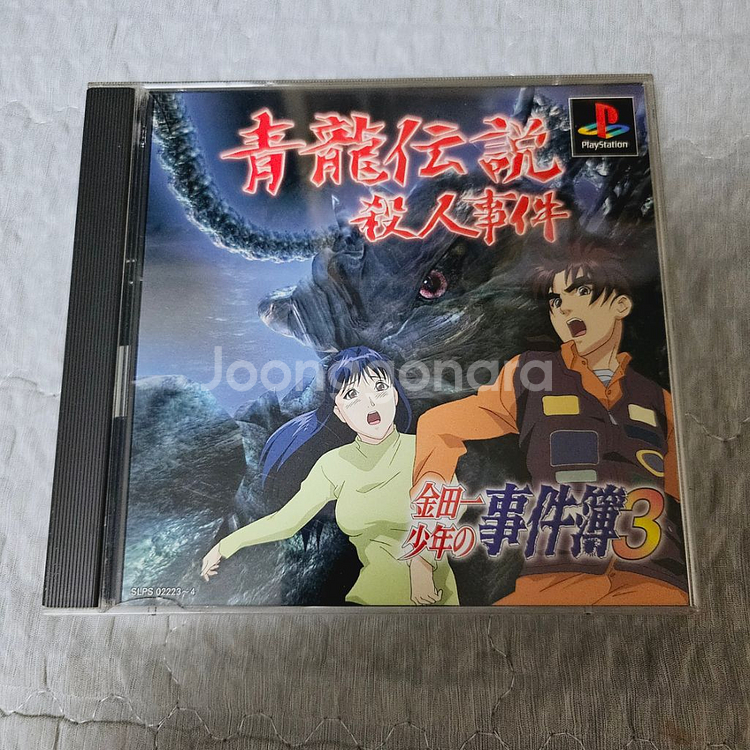 青龍伝説
殺人事件
PlayStation
Joonggonara
金田一
少年の
事件簿3
SLPS 02223~4